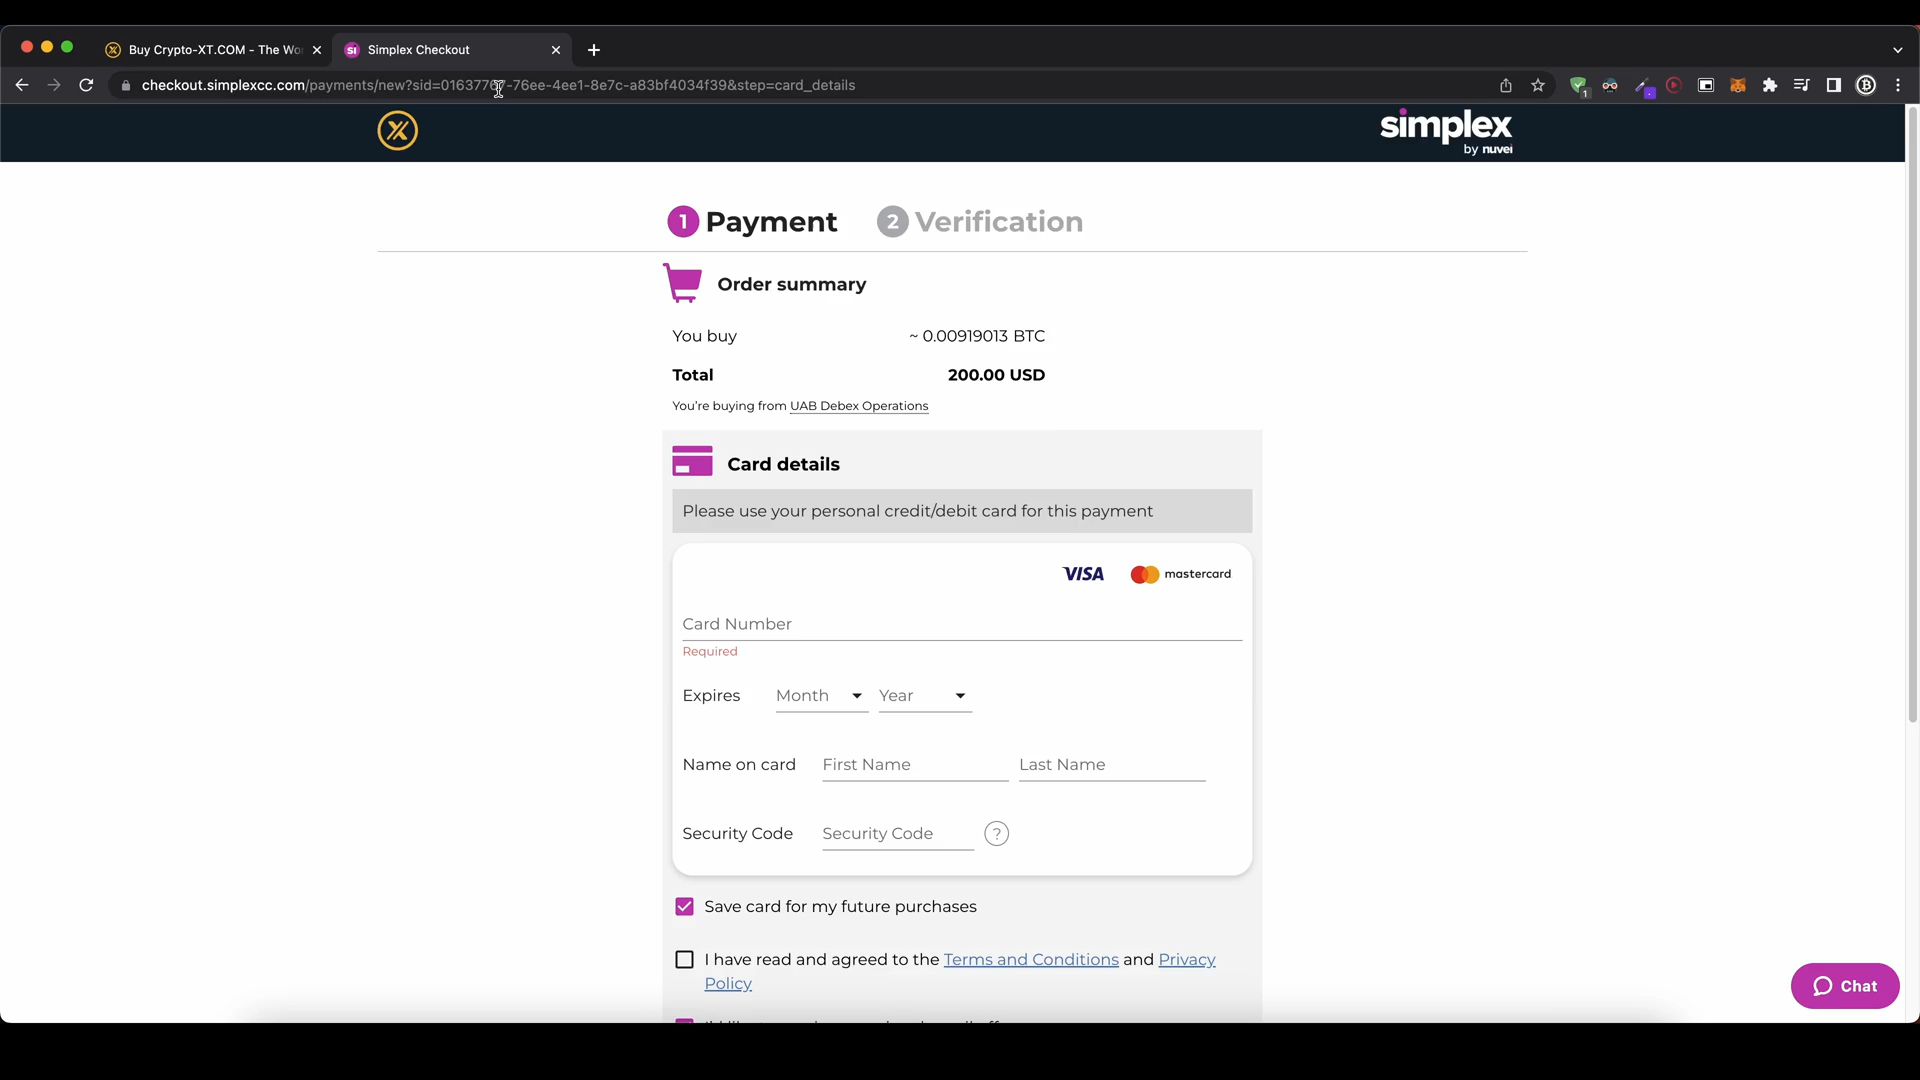 Buy Crypto-XT.COM - The Wo
SI Simplex Checkout
checkout.simplexcc.com/payments/new?sid=01637767-76ee-4ee1-8e7c-a83bf4034f39&step=card_details
1
simplex
by nuvei
1 Payment 2 Verification
Order summary
You buy ~ 0.00919013 BTC
Total 200.00 USD
You're buying from UAB Debex Operations
Card details
Please use your personal credit/debit card for this payment
VISA mastercard
Card Number
Required
Expires Month Year
Name on card First Name Last Name
Security Code Security Code ?
Save card for my future purchases
I have read and agreed to the Terms and Conditions and Privacy
Policy
Chat